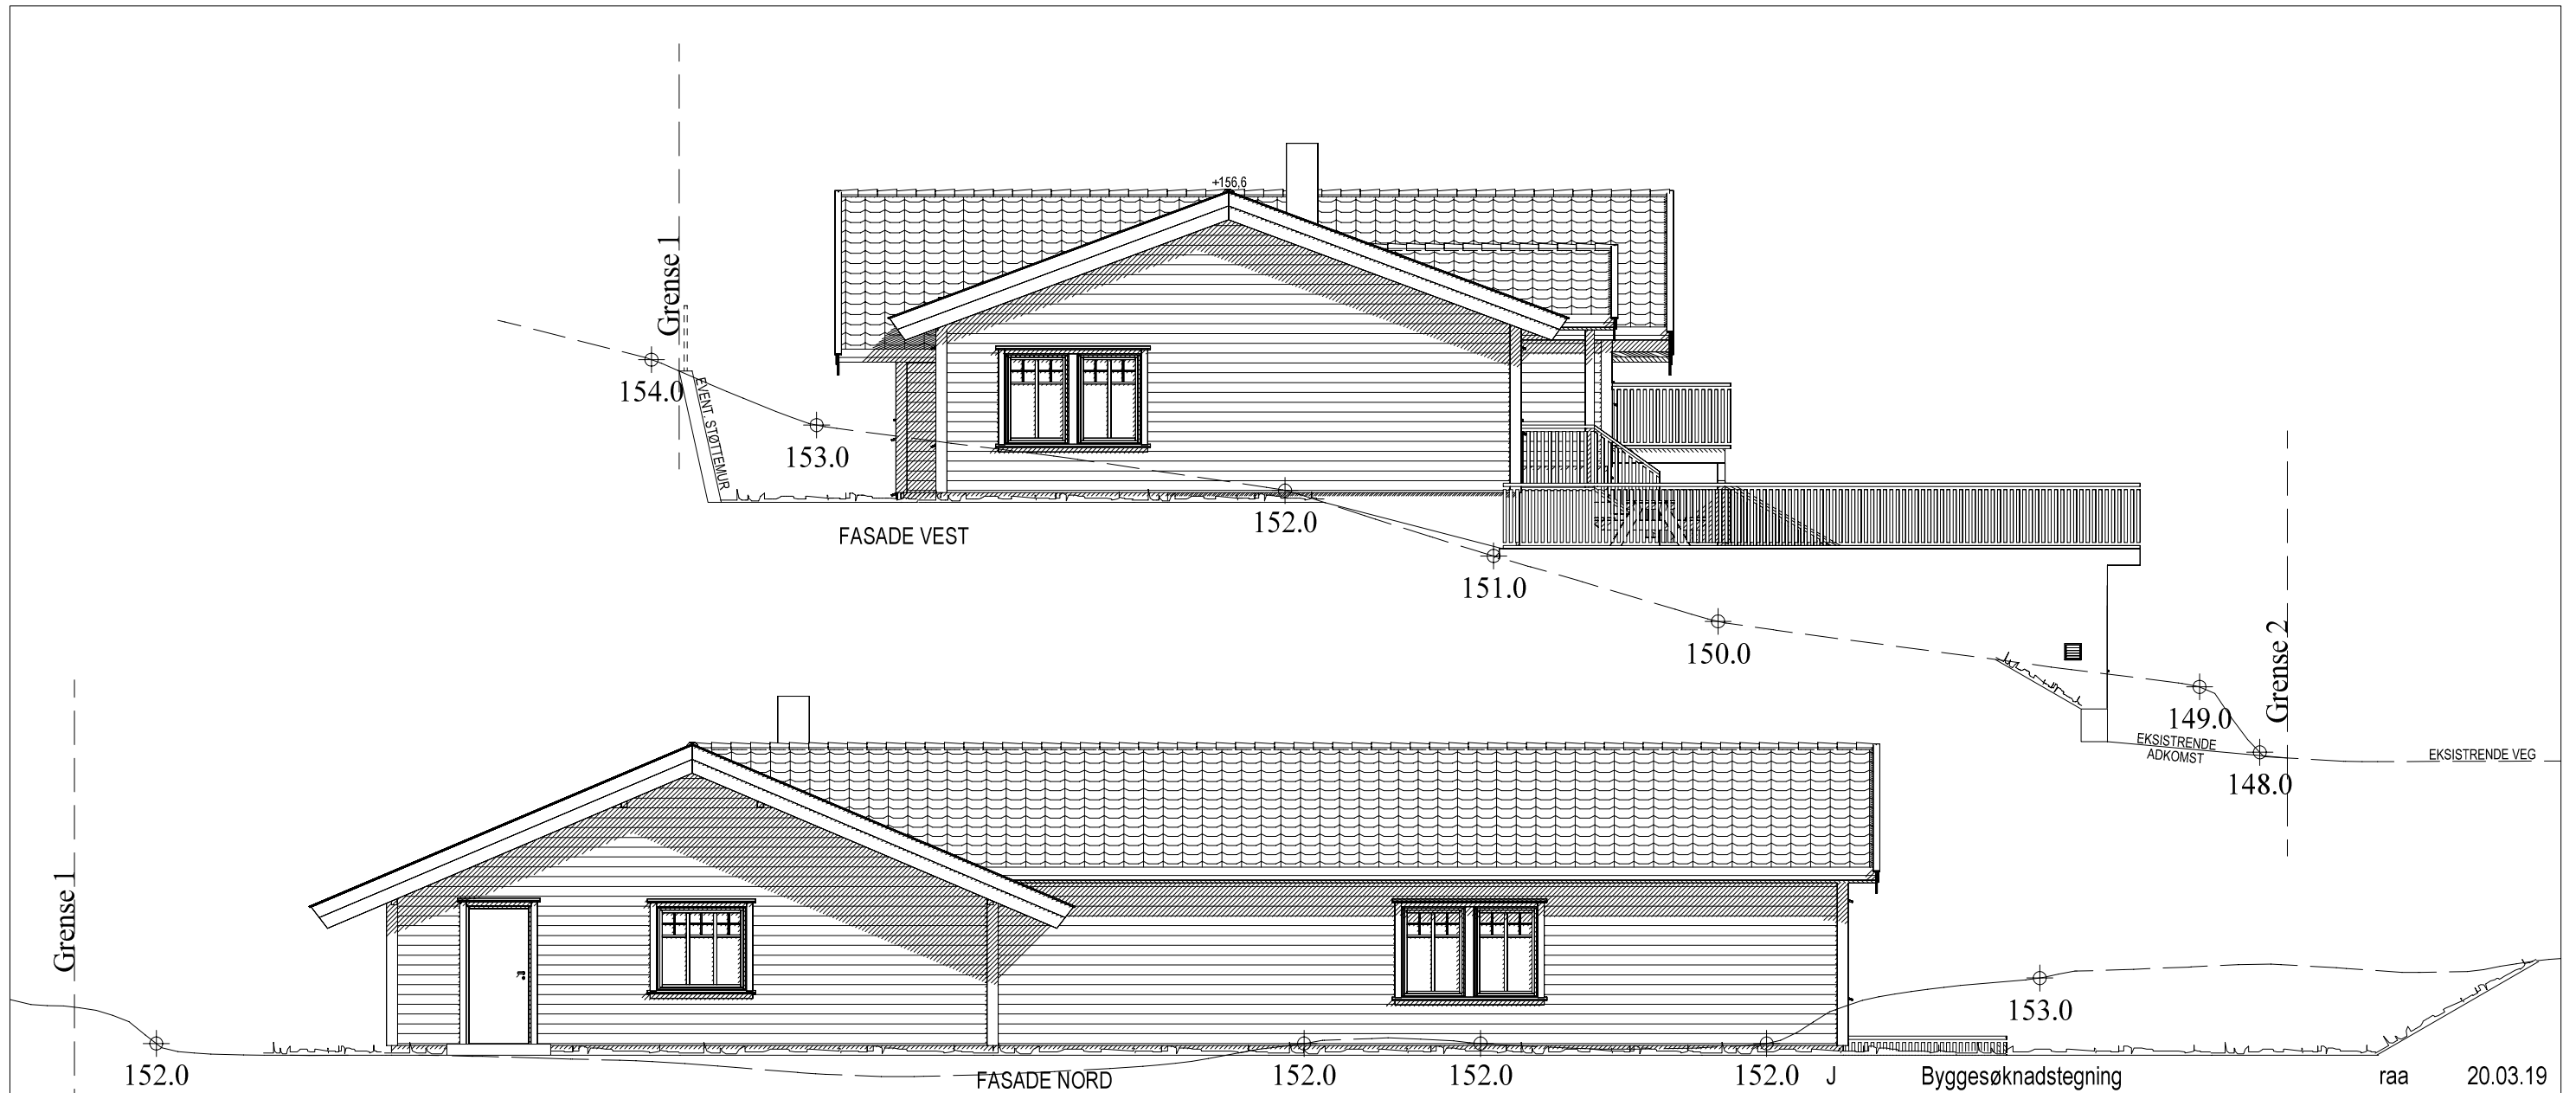 +156,6
Grense 1
154.0
EVENT. STØTTEMUR
153.0
FASADE VEST
152.0
151.0
150.0
149.0
Grense 2
EKSISTRENDE
ADKOMST
EKSISTRENDE VEG
148.0
Grense 1
153.0
152.0
FASADE NORD
152.0
152.0
152.0
J
Byggesøknadstegning
raa
20.03.19